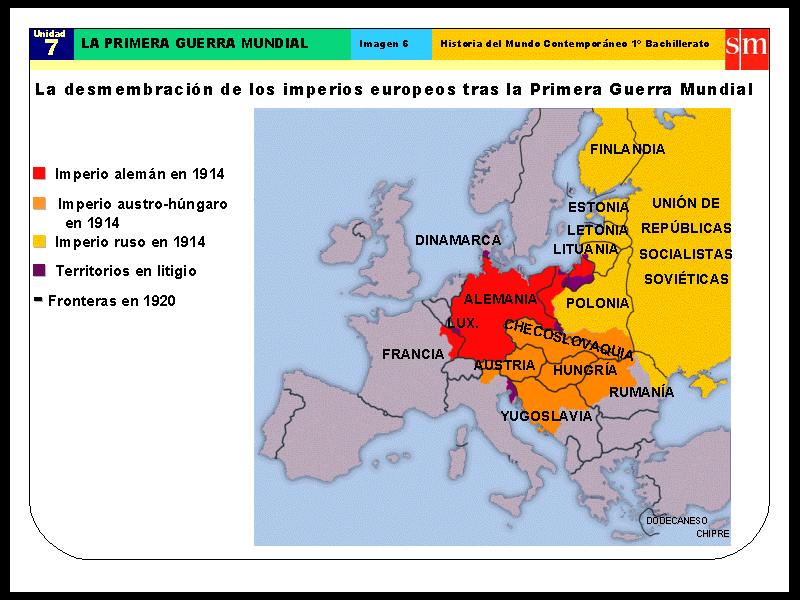 Unidad
7
LA PRIMERA GUERRA MUNDIAL
Imagen 6
Historia del Mundo Contemporáneo 1º Bachillerato
sm
La desmembración de los imperios europeos tras la Primera Guerra Mundial
Imperio alemán en 1914
Imperio austro-húngaro
en 1914
Imperio ruso en 1914
Territorios en litigio
Fronteras en 1920
FINLANDIA
ESTONIA
LETONIA
LITUANIA
UNIÓN DE
REPÚBLICAS
SOCIALISTAS
SOVIÉTICAS
DINAMARCA
ALEMANIA
POLONIA
LUX.
CHECOSLOVAQUIA
FRANCIA
AUSTRIA
HUNGRÍA
RUMANÍA
YUGOSLAVIA
DODECANESO
CHIPRE